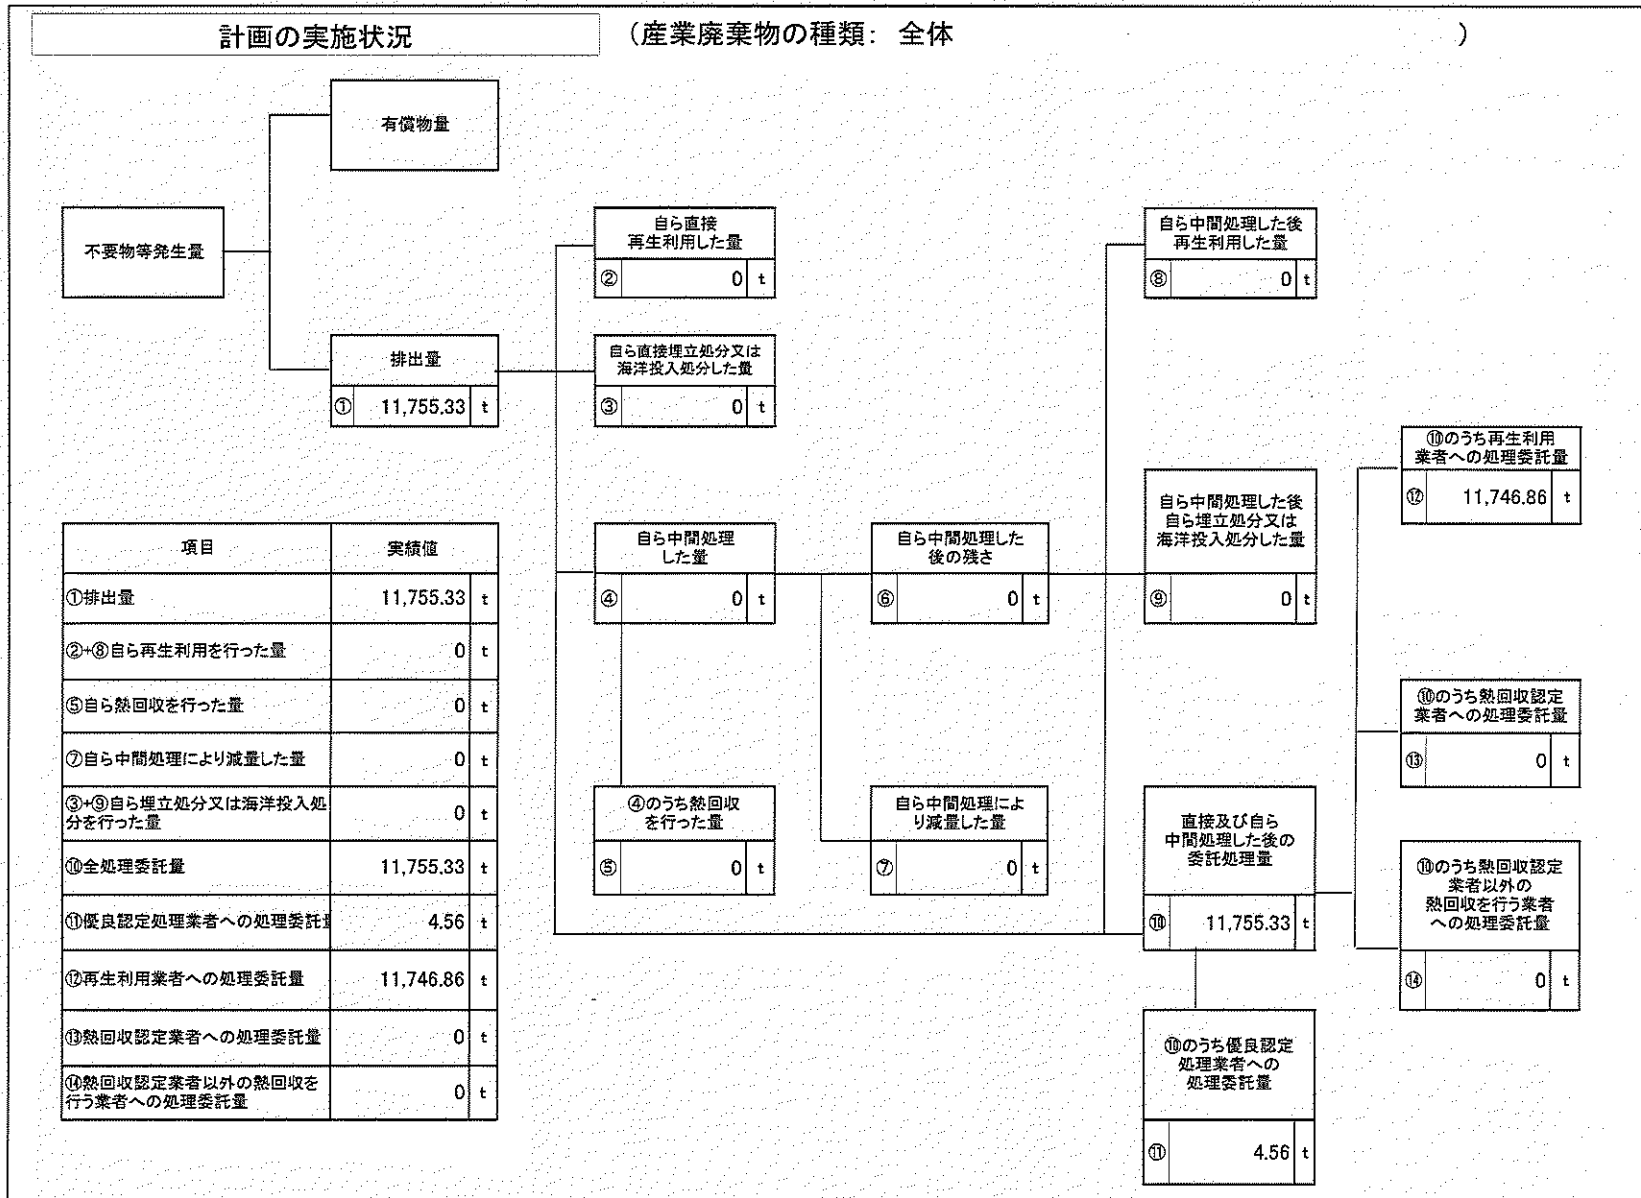 計画の実施状況
(産業廃棄物の種類: 全体 )
有償物量
不要物等発生量
排出量
① 11,755.33 t
自ら直接
再生利用した量
② 0 t
自ら直接埋立処分又は
海洋投入処分した量
③ 0 t
自ら中間処理
した量
④ 0 t
④のうち熱回収
を行った量
⑤ 0 t
自ら中間処理した
後の残さ
⑥ 0 t
自ら中間処理によ
り減量した量
⑦ 0 t
自ら中間処理した後
再生利用した量
⑧ 0 t
自ら中間処理した後
自ら埋立処分又は
海洋投入処分した量
⑨ 0 t
直接及び自ら
中間処理した後の
委託処理量
⑩ 11,755.33 t
⑩のうち優良認定
処理業者への
処理委託量
⑪ 4.56 t
⑩のうち再生利用
業者への処理委託量
⑫ 11,746.86 t
⑩のうち熱回収認定
業者への処理委託量
⑬ 0 t
⑩のうち熱回収認定
業者以外の
熱回収を行う業者
への処理委託量
⑭ 0 t
項目 実績値
①排出量 11,755.33 t
②+⑧自ら再生利用を行った量 0 t
⑤自ら熱回収を行った量 0 t
⑦自ら中間処理により減量した量 0 t
③+⑨自ら埋立処分又は海洋投入処
分を行った量 0 t
⑩全処理委託量 11,755.33 t
⑪優良認定処理業者への処理委託量 4.56 t
⑫再生利用業者への処理委託量 11,746.86 t
⑬熱回収認定業者への処理委託量 0 t
⑭熱回収認定業者以外の熱回収を
行う業者への処理委託量 0 t